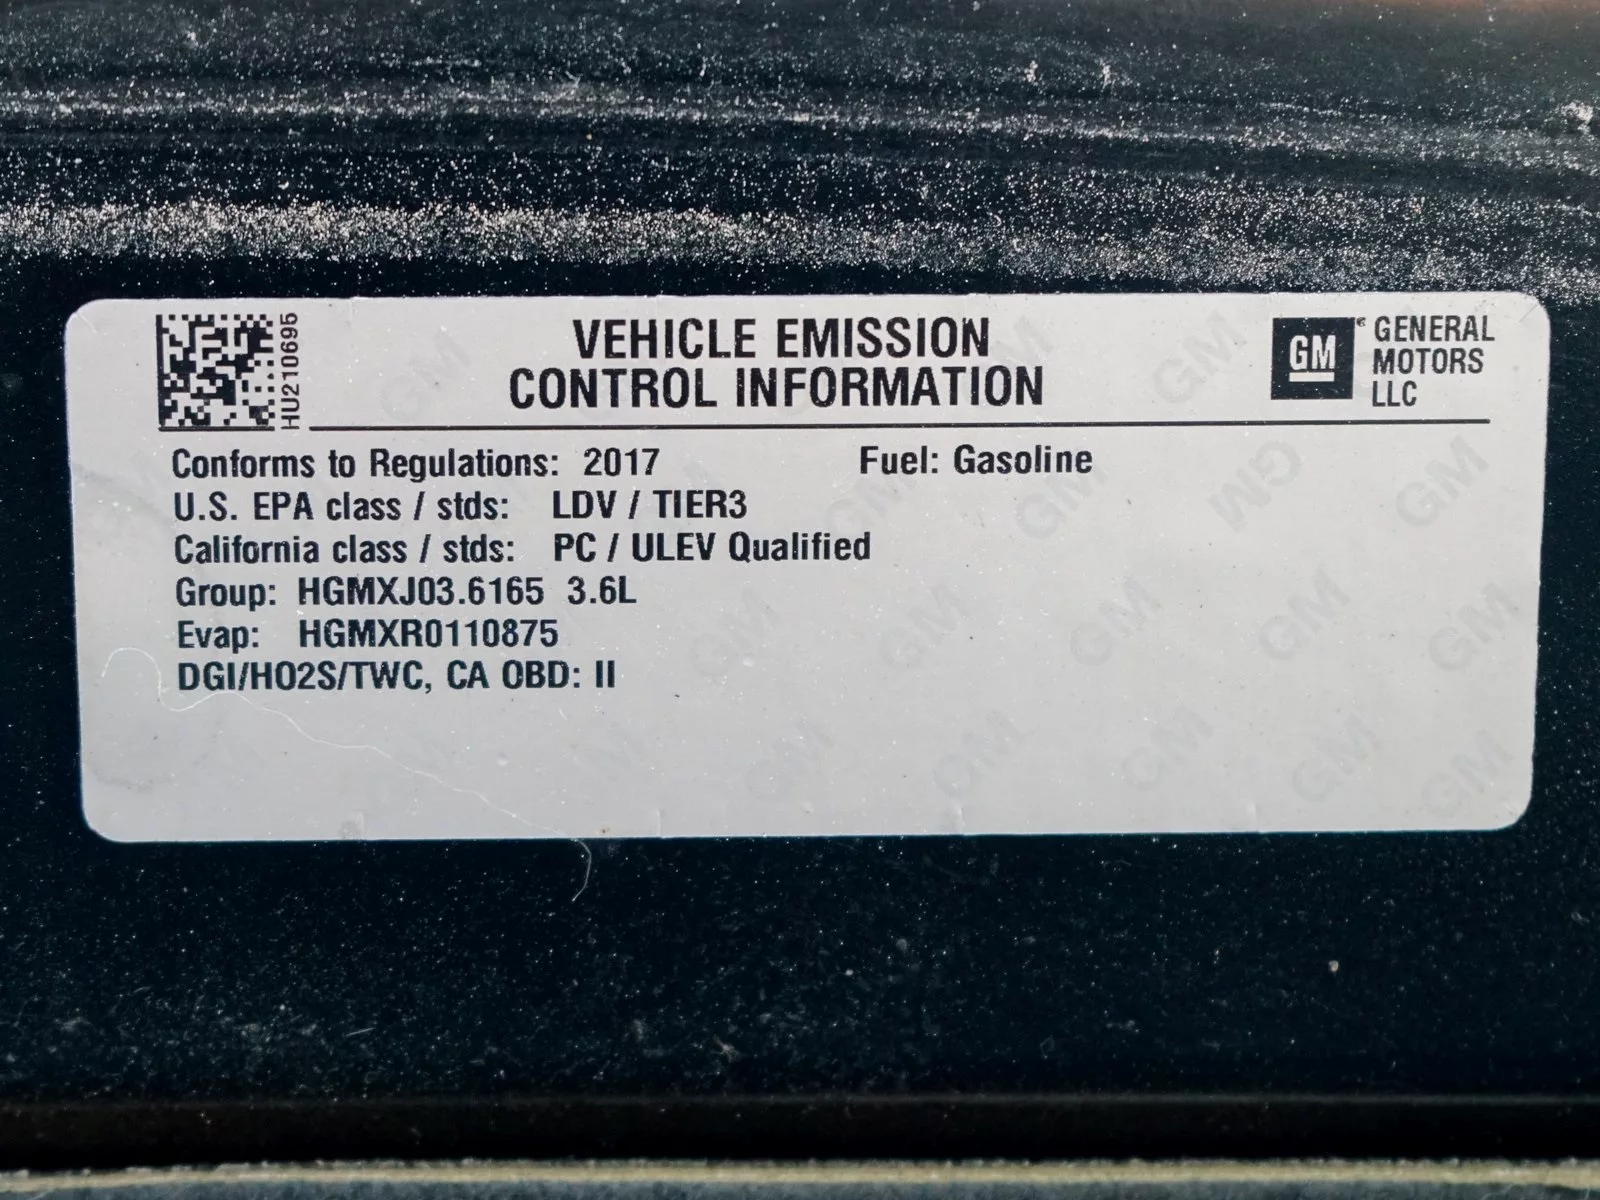 HU210695
VEHICLE EMISSION
CONTROL INFORMATION
GM® GENERAL
MOTORS
LLC
Conforms to Regulations: 2017 Fuel: Gasoline
U.S. EPA class / stds: LDV / TIER3
California class / stds: PC / ULEV Qualified
Group: HGMXJ03.6165 3.6L
Evap: HGMXR0110875
DGI/HO2S/TWC, CA OBD: II